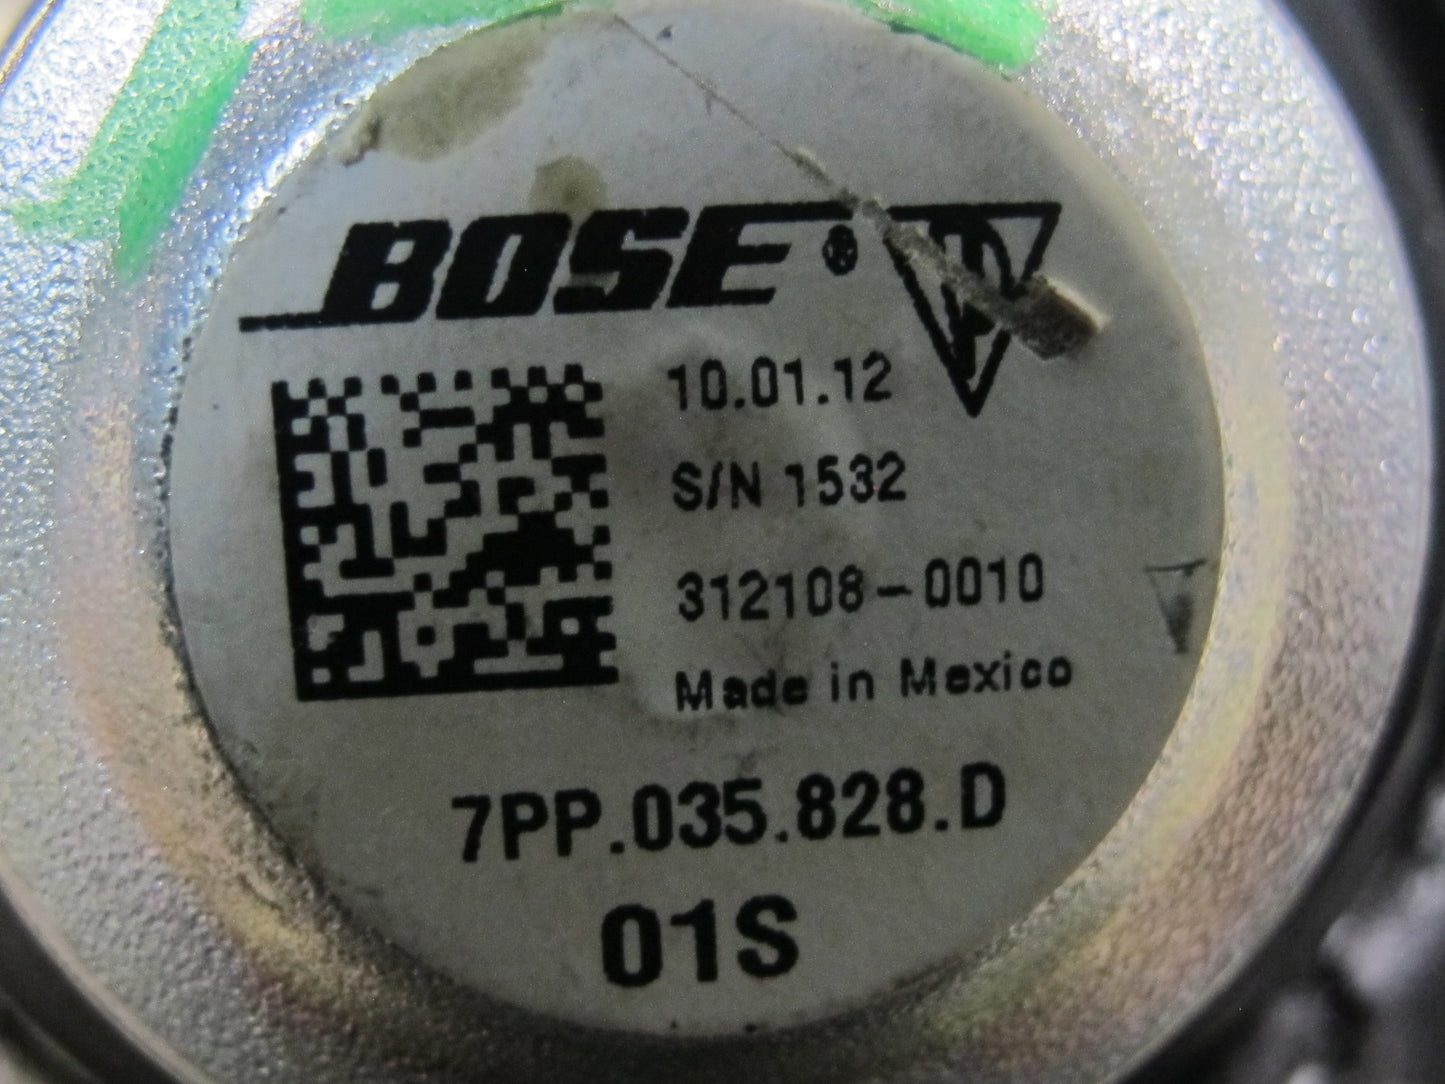 BOSE®
10.01.12
S/N 1532
312108-0010
Made in Mexico
7PP.035.828.D
01S